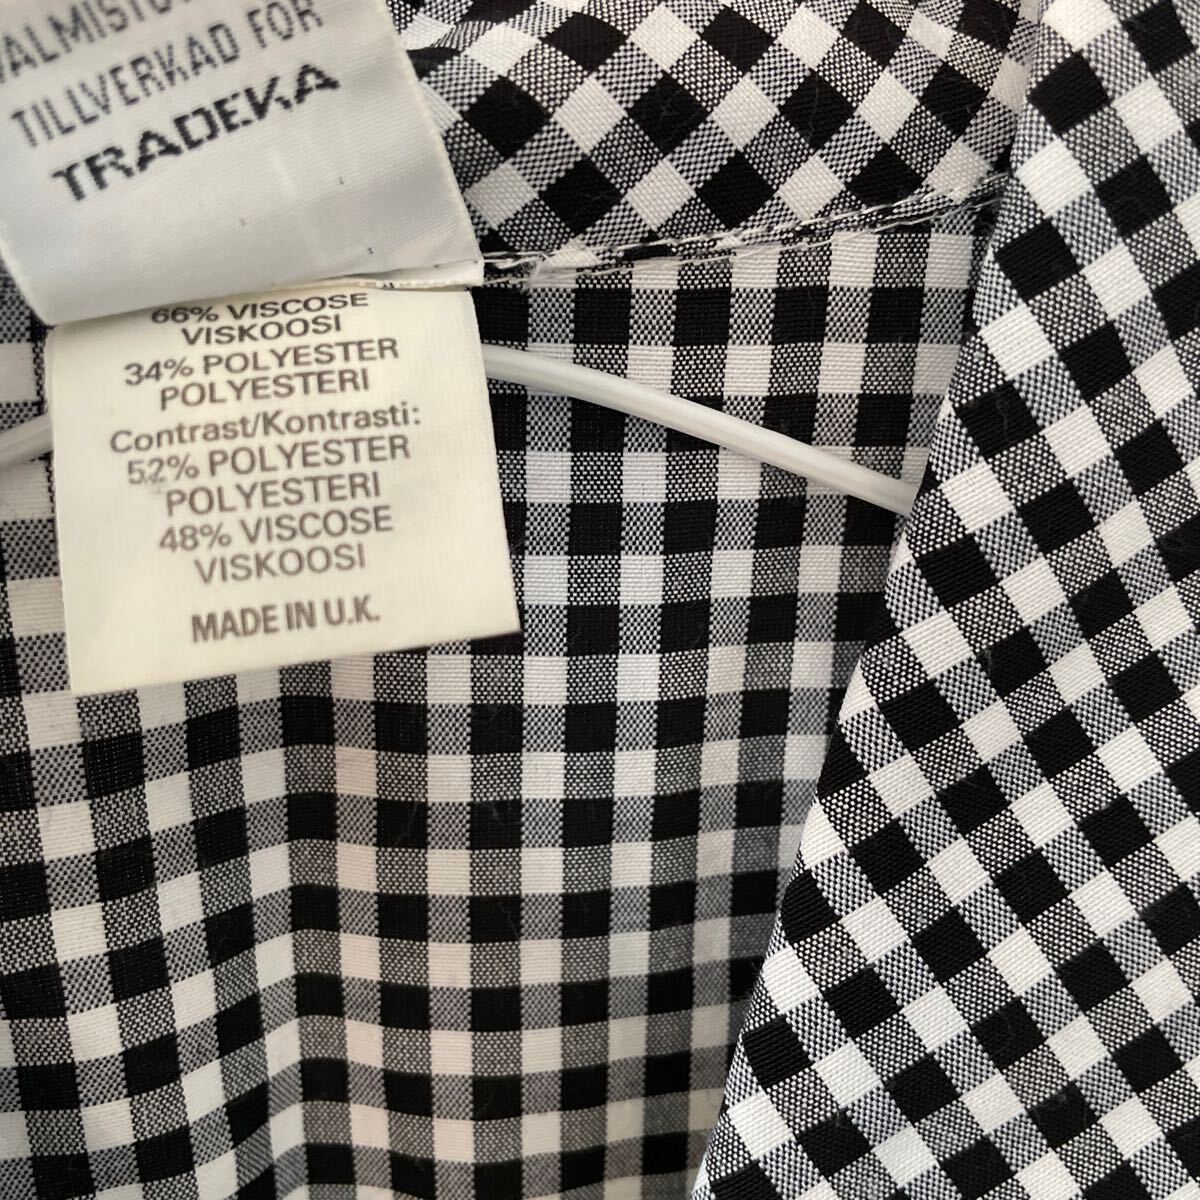 TILLVERKAD FÖR
TRADEKA
66% VISCOSE
VISKOOSI
34% POLYESTER
POLYESTERI
Contrast/Kontrasti:
52% POLYESTER
POLYESTERI
48% VISCOSE
VISKOOSI
MADE IN U.K.